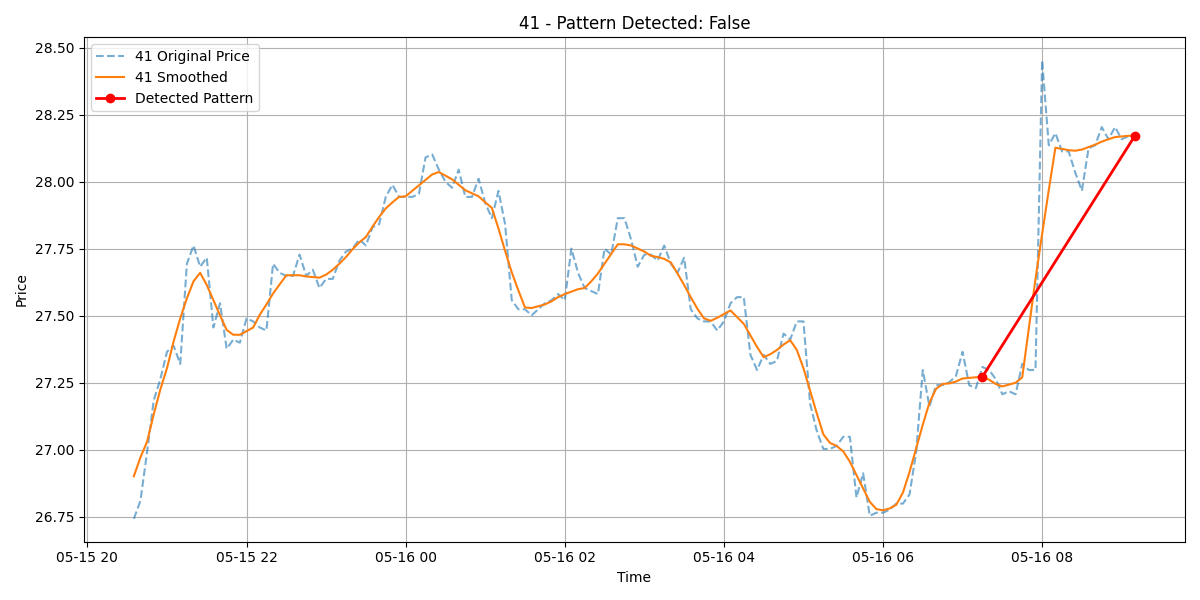 41 - Pattern Detected: False
41 Original Price
41 Smoothed
Detected Pattern
Price
28.50
28.25
28.00
27.75
27.50
27.25
27.00
26.75
05-15 20
05-15 22
05-16 00
05-16 02
05-16 04
05-16 06
05-16 08
Time